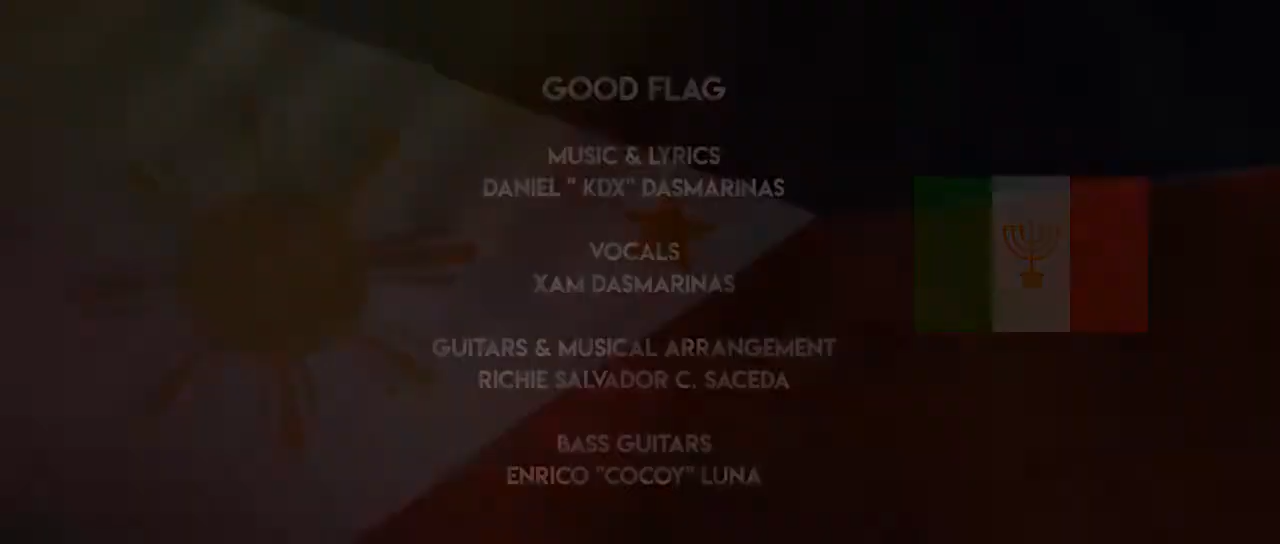 GOOD FLAG
MUSIC & LYRICS
DANIEL " KDX" DASMARINAS
VOCALS
XAM DASMARINAS
GUITARS & MUSICAL ARRANGEMENT
RICHIE SALVADOR C. SACEDA
BASS GUITARS
ENRICO "COCOY" LUNA